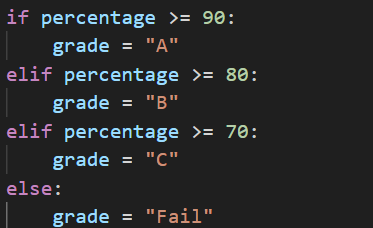 if percentage >= 90:
    grade = "A"
elif percentage >= 80:
    grade = "B"
elif percentage >= 70:
    grade = "C"
else:
    grade = "Fail"